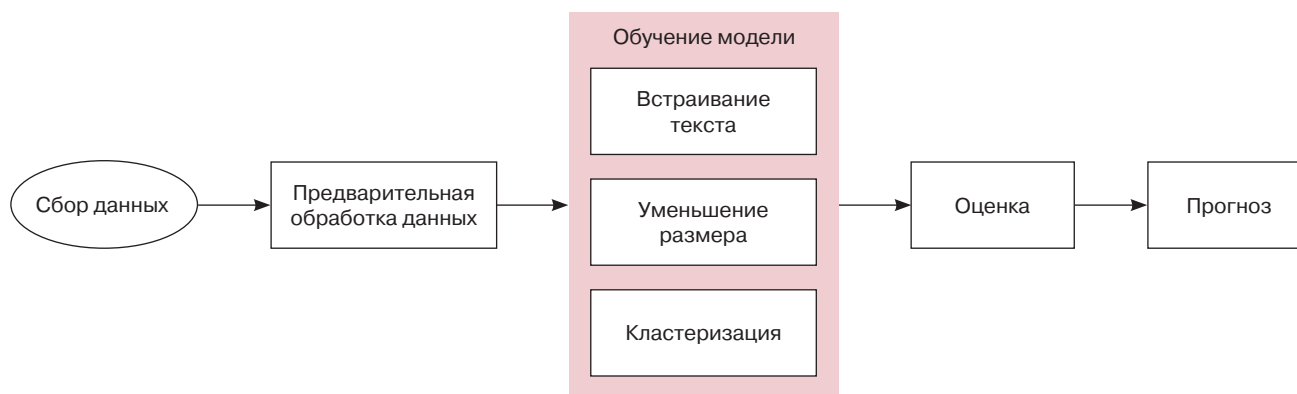 Сбор данных
Предварительная
обработка данных
Обучение модели
Встраивание
текста
Уменьшение
размера
Кластеризация
Оценка
Прогноз